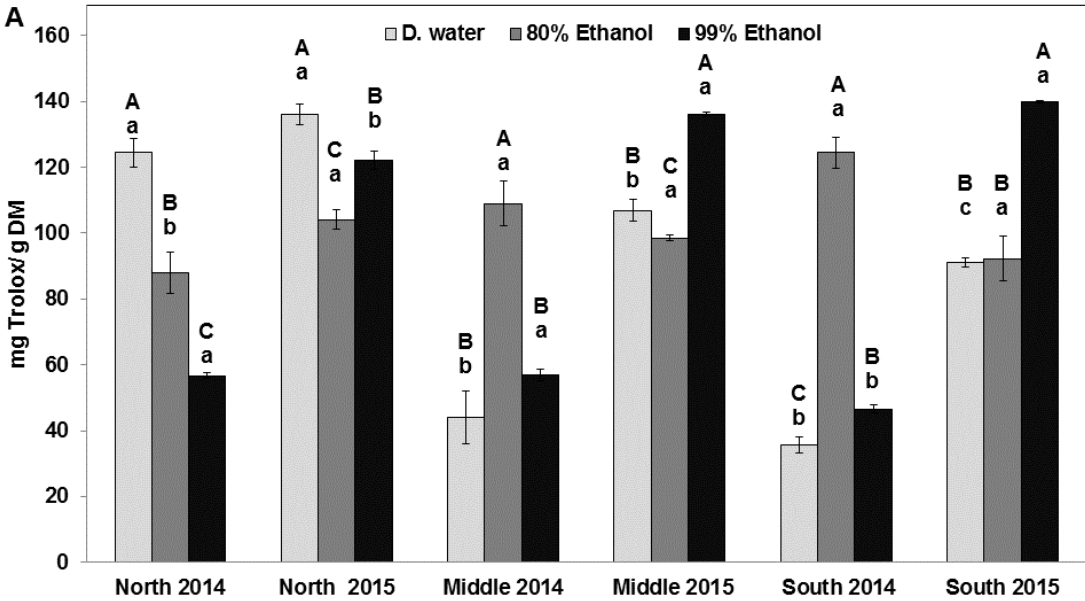 A
mg Trolox/ g DM
160
140
120
100
80
60
40
20
0
D. water 80% Ethanol 99% Ethanol
A
a
B
b
C
a
A
a
C
a
B
b
B
b
A
a
B
a
B
b
C
a
A
a
C
b
A
a
B
b
B
c
B
a
A
a
North 2014 North 2015 Middle 2014 Middle 2015 South 2014 South 2015